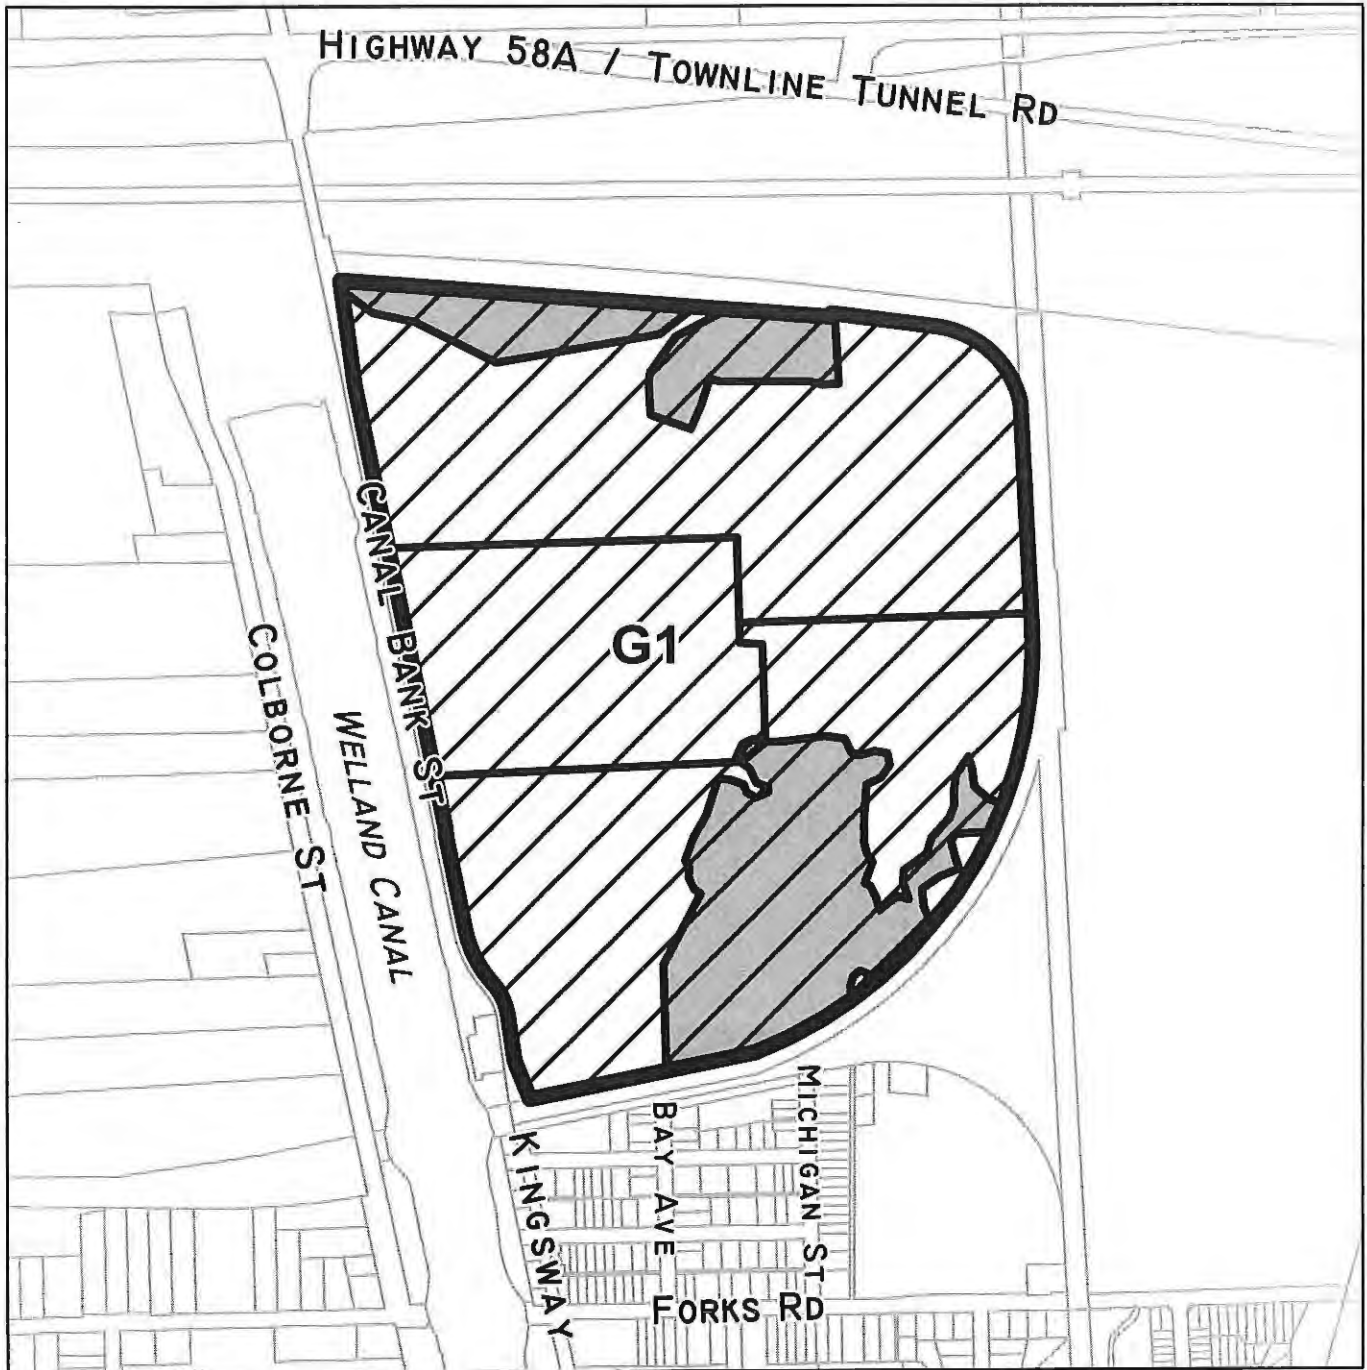 HIGHWAY 58A / TOWNLINE TUNNEL RD
CANAL BANK ST
G1
COLBORNE ST
WELLAND CANAL
KINGSWAY
BAY AVE
MICHIGAN ST
FORKS RD